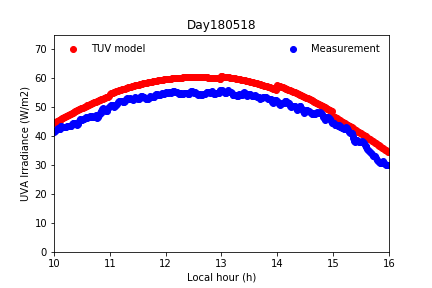 Day180518
TUV model
Measurement
UVA Irradiance (W/m2)
70
60
50
40
30
20
10
0
10 11 12 13 14 15 16
Local hour (h)